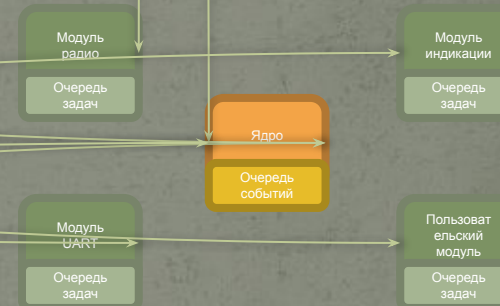 Модуль
радио
Очередь
задач
Модуль
индикации
Очередь
задач
Ядро
Очередь
событий
Модуль
UART
Очередь
задач
Пользоват
ельский
модуль
Очередь
задач